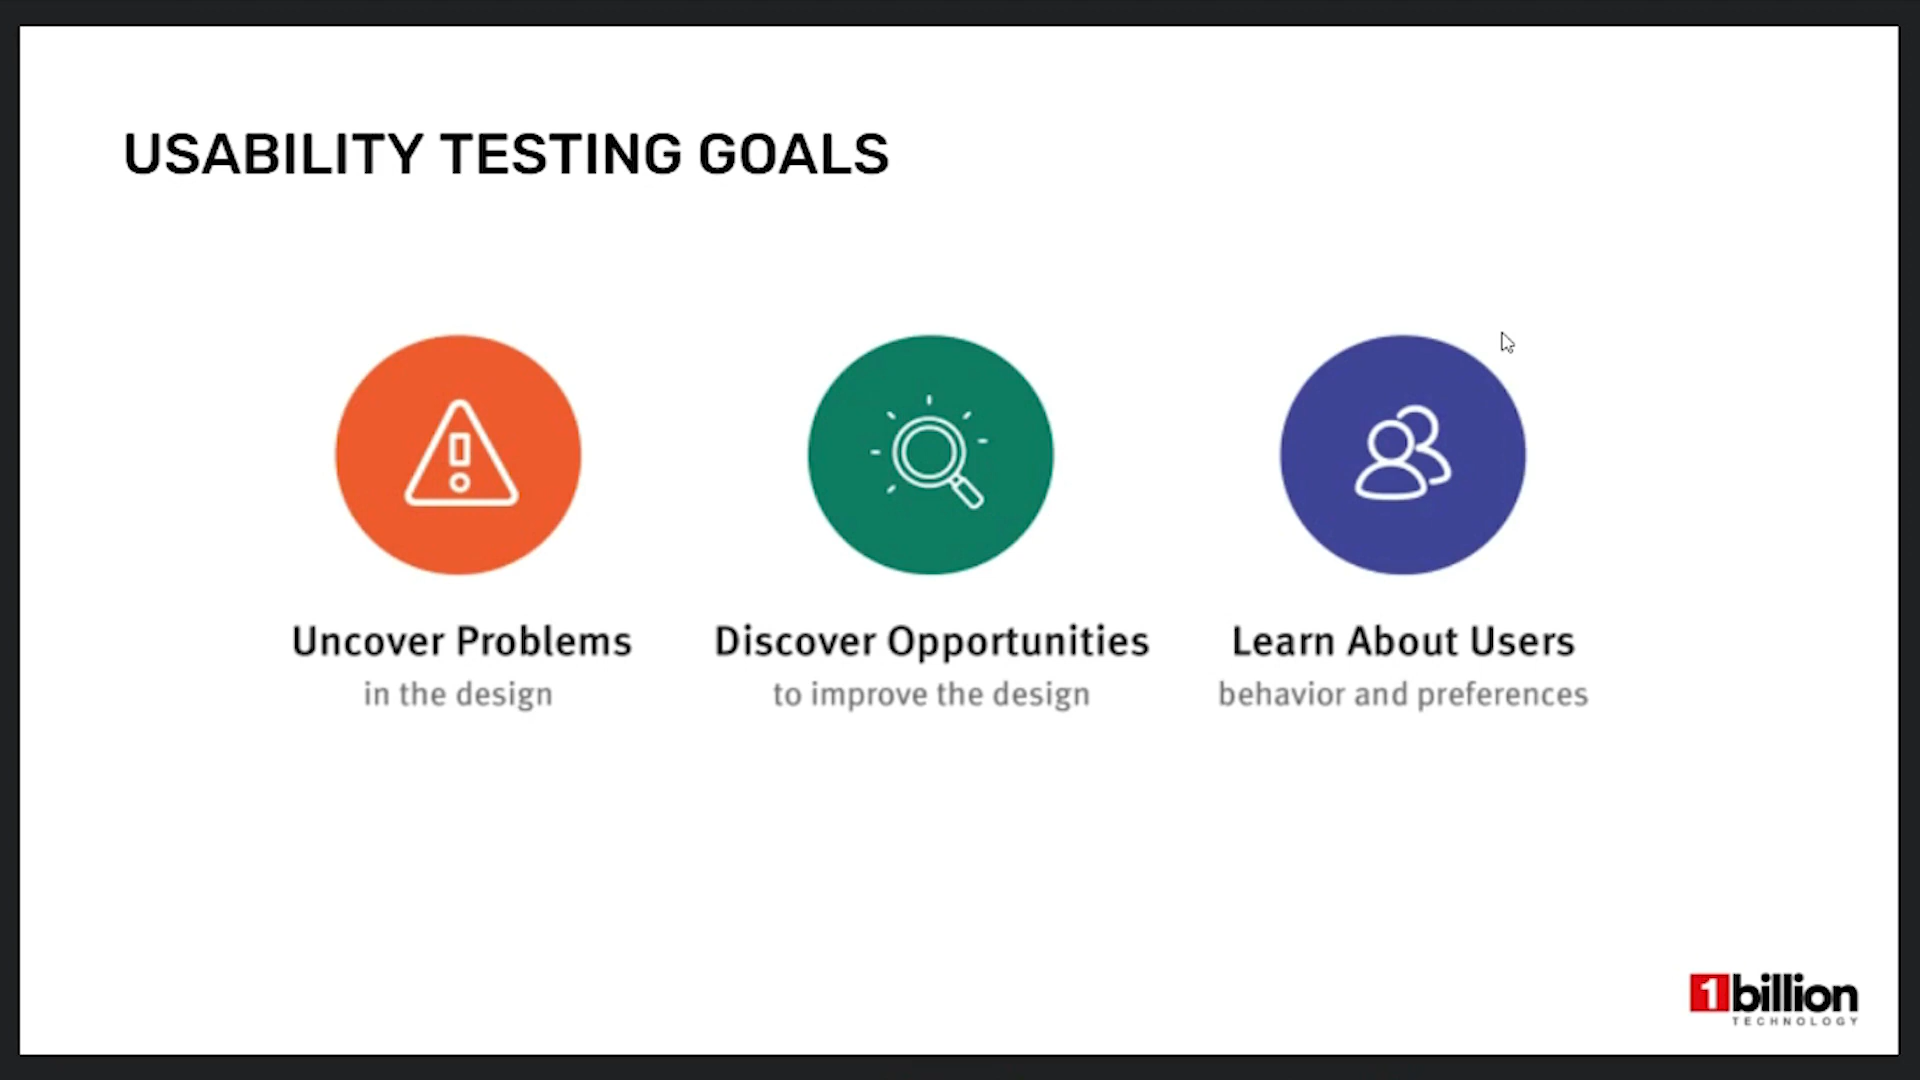 USABILITY TESTING GOALS
Uncover Problems
in the design
Discover Opportunities
to improve the design
Learn About Users
behavior and preferences
1billion
TECHNOLOGY